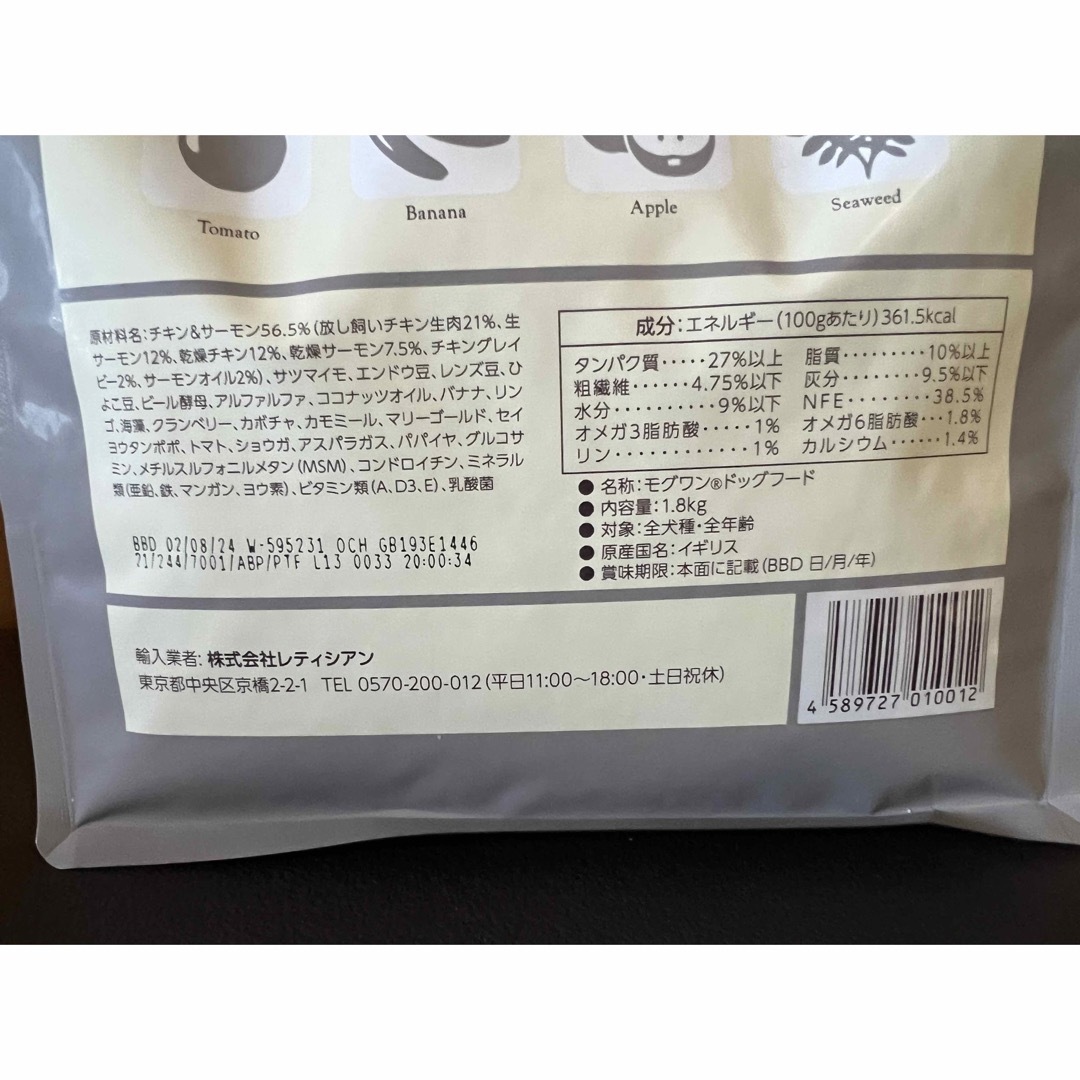 Tomato
Banana
Apple
Seaweed
原材料名:チキン&サーモン56.5%(放し飼いチキン生肉21%、生
サーモン12%、乾燥チキン12%、乾燥サーモン7.5%、チキングレイ
ビー2%、サーモンオイル2%)、サツマイモ、エンドウ豆、レンズ豆、ひ
よこ豆、ビール酵母、アルファルファ、ココナッツオイル、バナナ、リン
ゴ、海藻、クランベリー、カボチャ、カモミール、マリーゴールド、セイ
ヨウタンポポ、トマト、ショウガ、アスパラガス、パパイヤ、グルコサ
ミン、メチルスルフォニルメタン(MSM)、コンドロイチン、ミネラル
類(亜鉛、鉄、マンガン、ヨウ素)、ビタミン類(A、D3、E)、乳酸菌
BBD 02/08/24 W-595231 OCH GB193E1446
21/244/7001/ABP/PTF L13 0033 20:00:34
成分:エネルギー(100gあたり)361.5kcal
タンパク質·····27%以上 脂質·········10%以上
粗繊維······4.75%以下 灰分·········9.5%以下
水分··········9%以下 NFE·········38.5%
オメガ3脂肪酸·····1% オメガ6脂肪酸···1.8%
リン··············1% カルシウム······1.4%
●名称:モグワン®ドッグフード
●内容量:1.8kg
●対象:全犬種・全年齢
●原産国名:イギリス
●賞味期限:本面に記載(BBD 日/月/年)
輸入業者:株式会社レティシアン
東京都中央区京橋2-2-1 TEL 0570-200-012(平日11:00〜18:00・土日祝休)
4 589727 010012